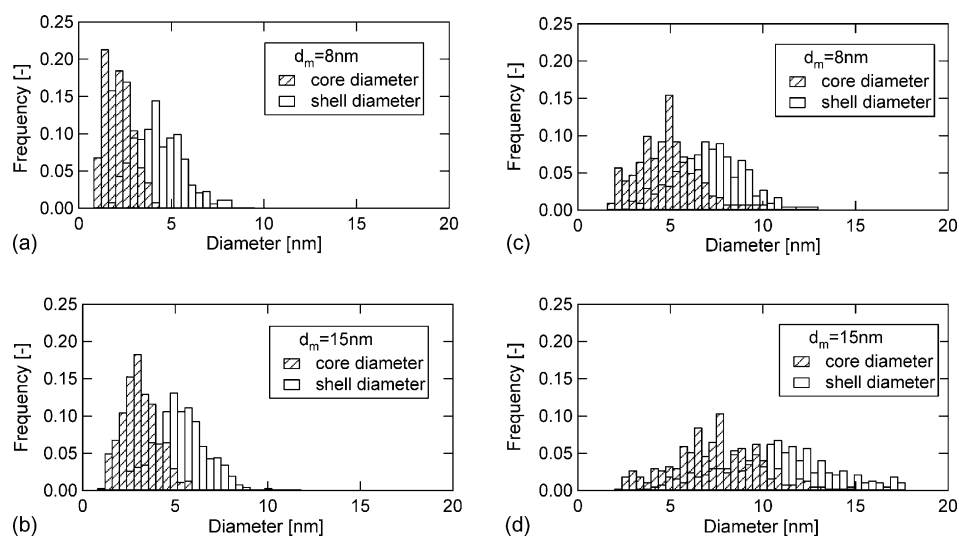 0.25
0.20
0.15
0.10
0.05
0.00
Frequency [-]
dm=8nm
core diameter
shell diameter
0 5 10 15 20
Diameter [nm]
(a)
0.25
0.20
0.15
0.10
0.05
0.00
Frequency [-]
dm=8nm
core diameter
shell diameter
0 5 10 15 20
Diameter [nm]
(c)
0.25
0.20
0.15
0.10
0.05
0.00
Frequency [-]
dm=15nm
core diameter
shell diameter
0 5 10 15 20
Diameter [nm]
(b)
0.25
0.20
0.15
0.10
0.05
0.00
Frequency [-]
dm=15nm
core diameter
shell diameter
0 5 10 15 20
Diameter [nm]
(d)